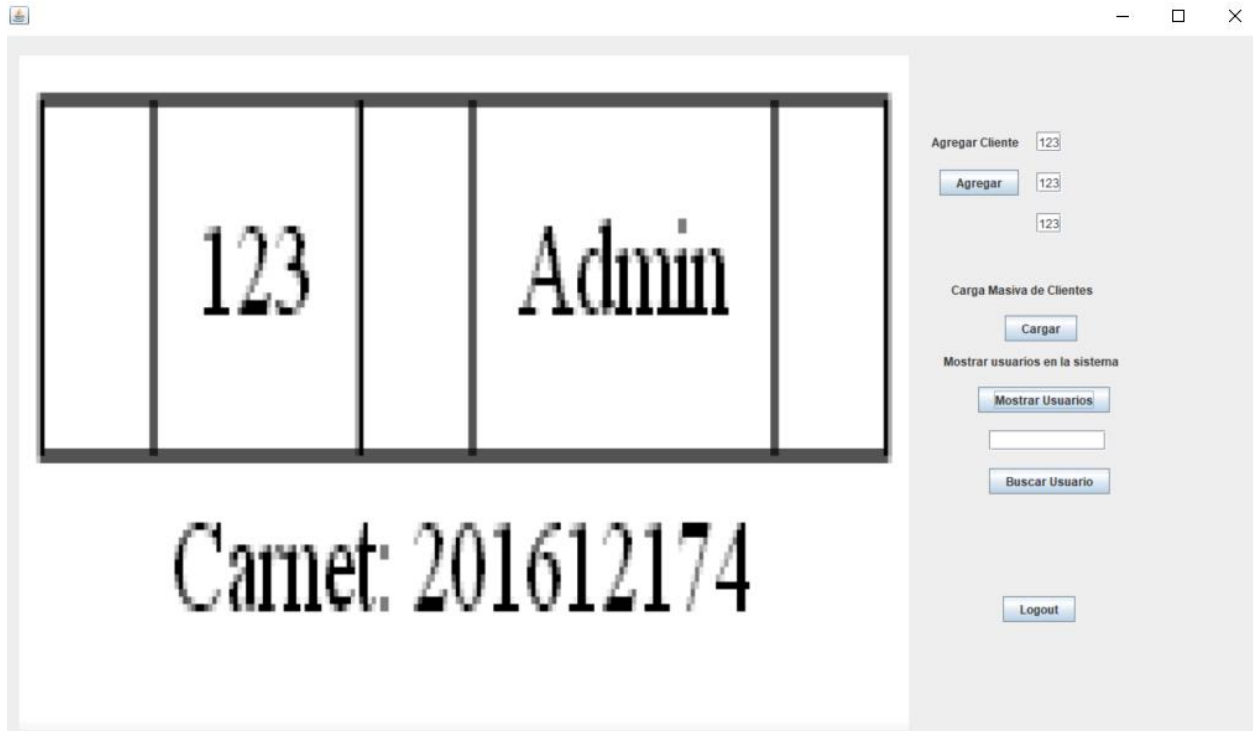 123 Admin
Carnet: 201612174
Agregar Cliente 123
Agregar 123
123
Carga Masiva de Clientes
Cargar
Mostrar usuarios en la sistema
Mostrar Usuarios
Buscar Usuario
Logout